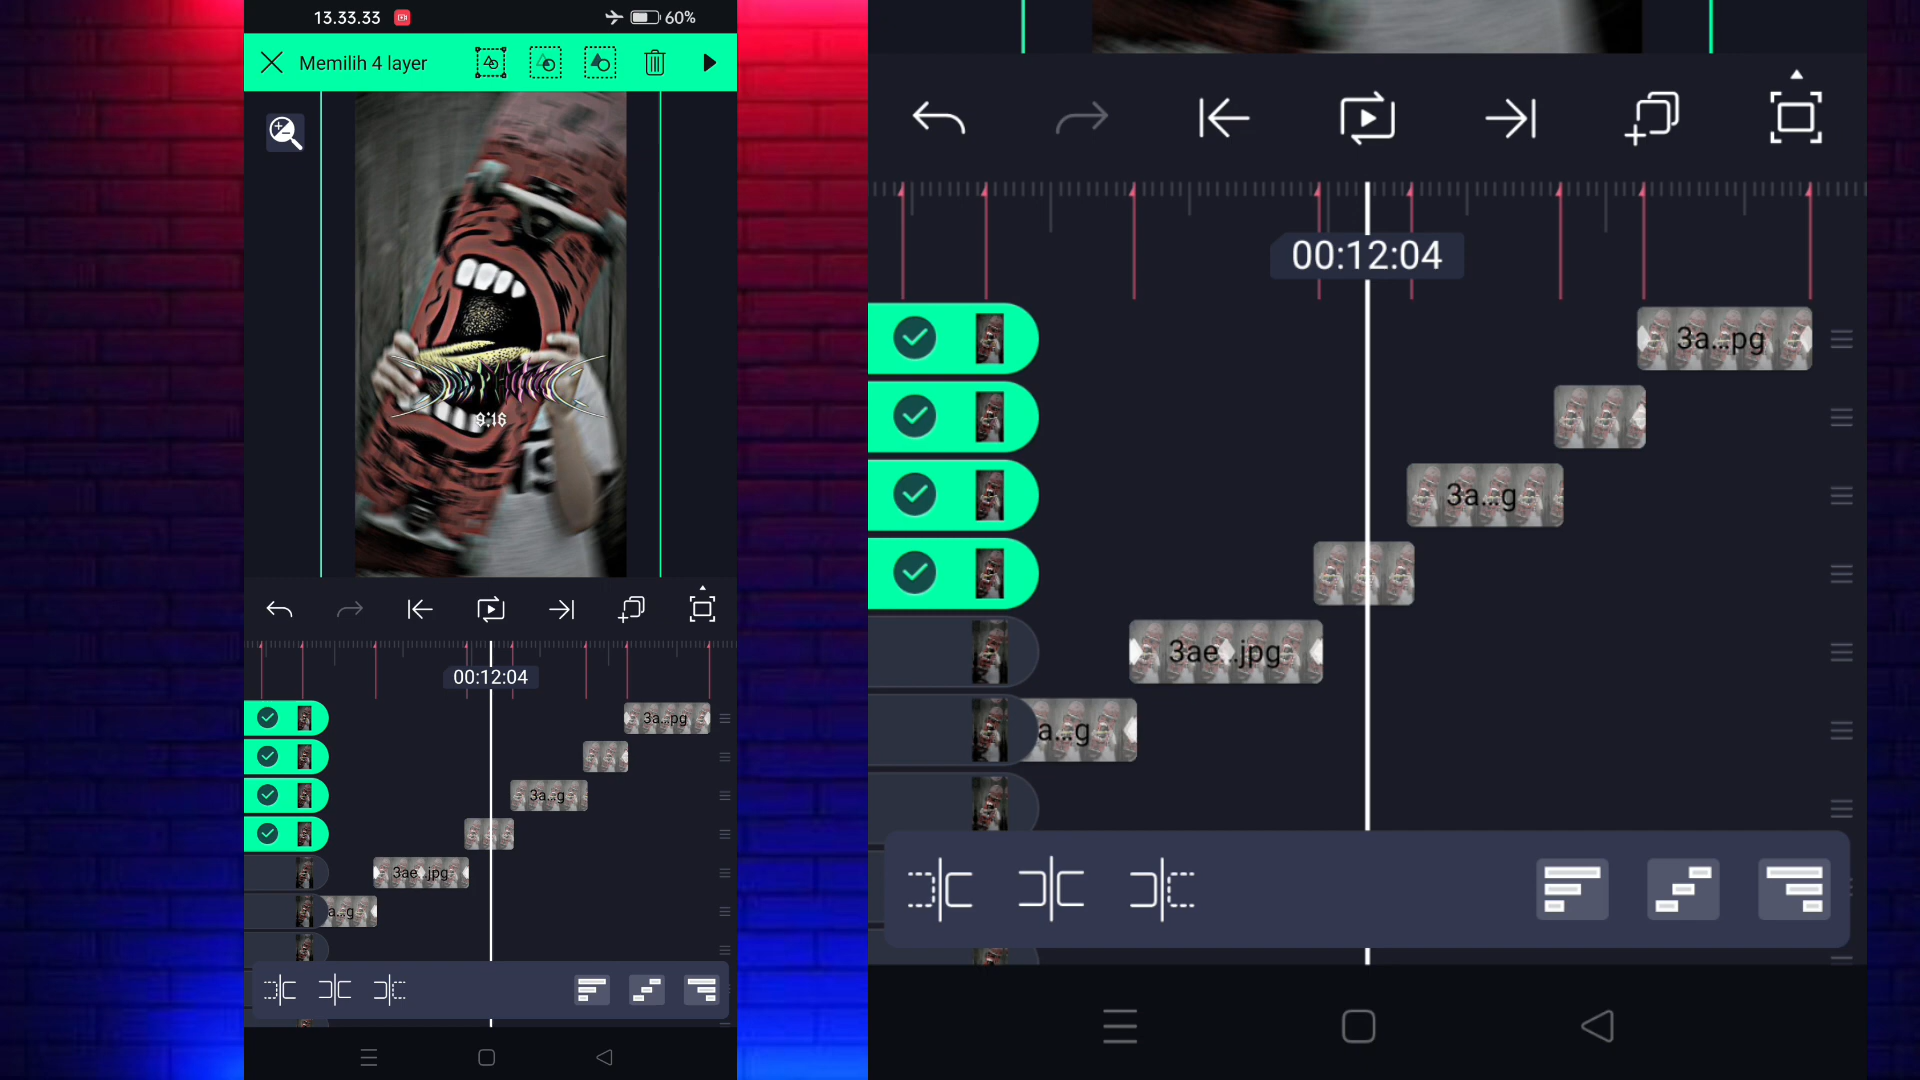 13.33.33
60%
Memilih 4 layer
9:16
00:12:04
3a...pg
3a...g
3ae...jpg
a...g
00:12:04
3a...pg
3a...g
3ae...jpg
a...g